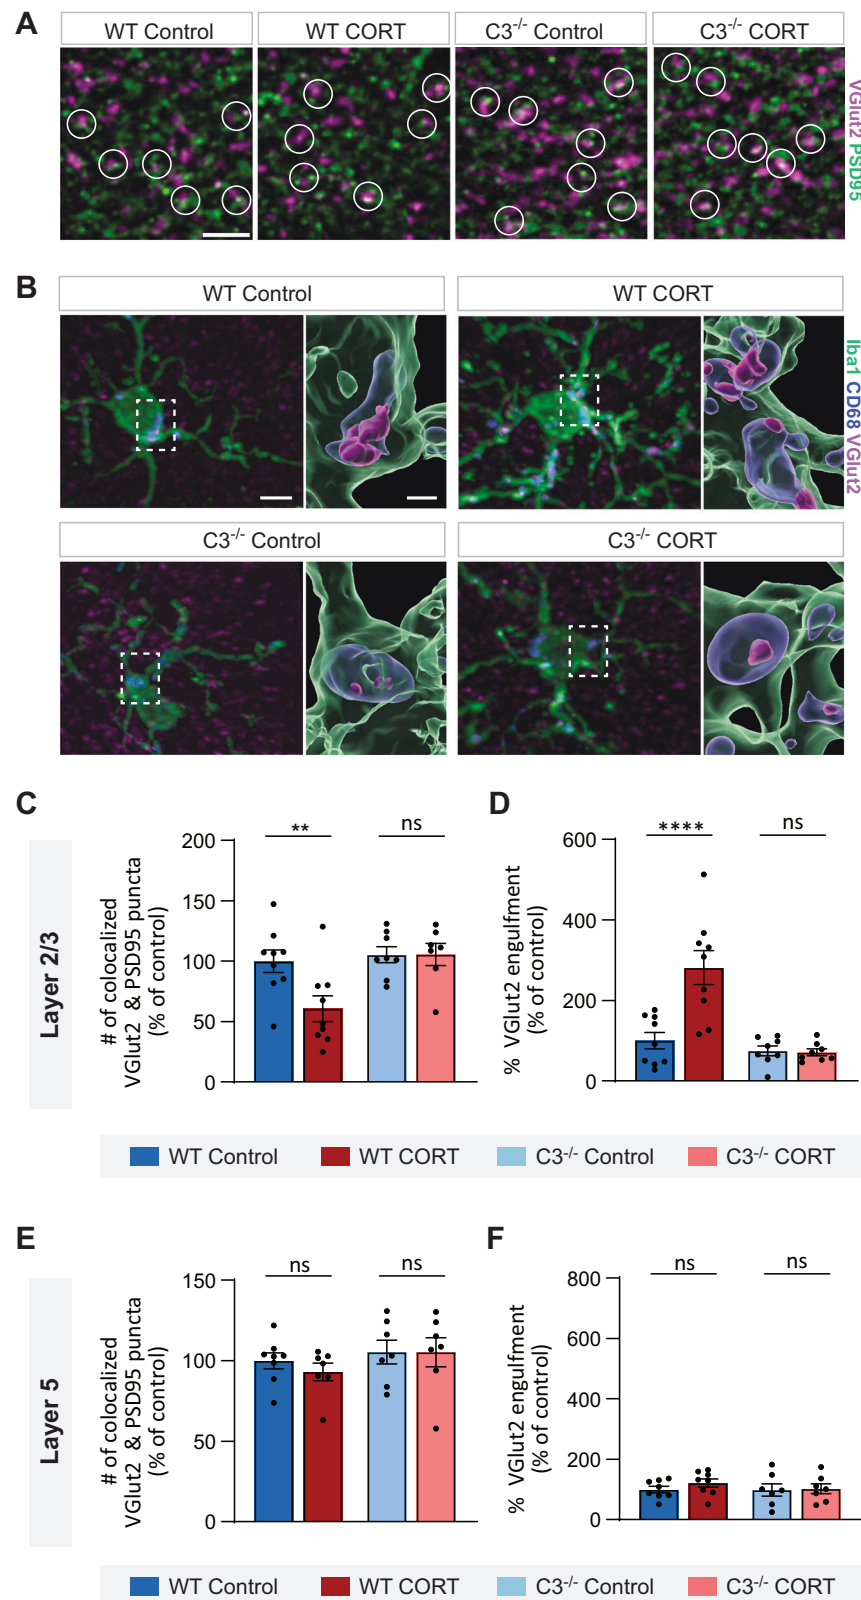 A
WT Control
WT CORT
C3-/- Control
C3-/- CORT
VGlut2 PSD95
B
WT Control
WT CORT
Iba1 CD68 VGlut2
C3-/- Control
C3-/- CORT
C
D
Layer 2/3
# of colocalized
VGlut2 & PSD95 puncta
(% of control)
200
150
100
50
0
**
ns
% VGlut2 engulfment
(% of control)
600
400
200
0
****
ns
WT Control
WT CORT
C3-/- Control
C3-/- CORT
E
F
Layer 5
# of colocalized
VGlut2 & PSD95 puncta
(% of control)
150
100
50
0
ns
ns
% VGlut2 engulfment
(% of control)
800
600
400
200
0
ns
ns
WT Control
WT CORT
C3-/- Control
C3-/- CORT